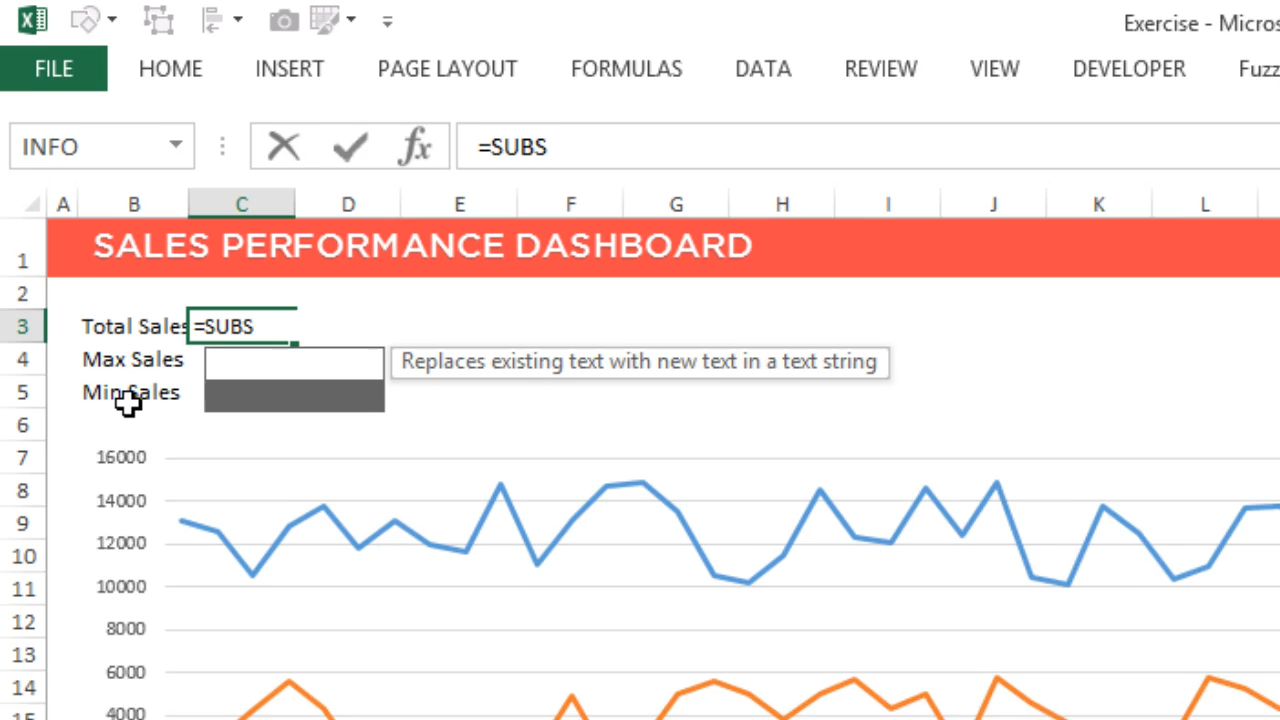 Exercise - Micros
FILE HOME INSERT PAGE LAYOUT FORMULAS DATA REVIEW VIEW DEVELOPER Fuzz
INFO fx =SUBS
A B C D E F G H I J K L
1 SALES PERFORMANCE DASHBOARD
2
3 Total Sales =SUBS
4 Max Sales Replaces existing text with new text in a text string
5 Min Sales
6
7 16000
8 14000
9 12000
10
11 10000
12 8000
13
14 6000
15 4000